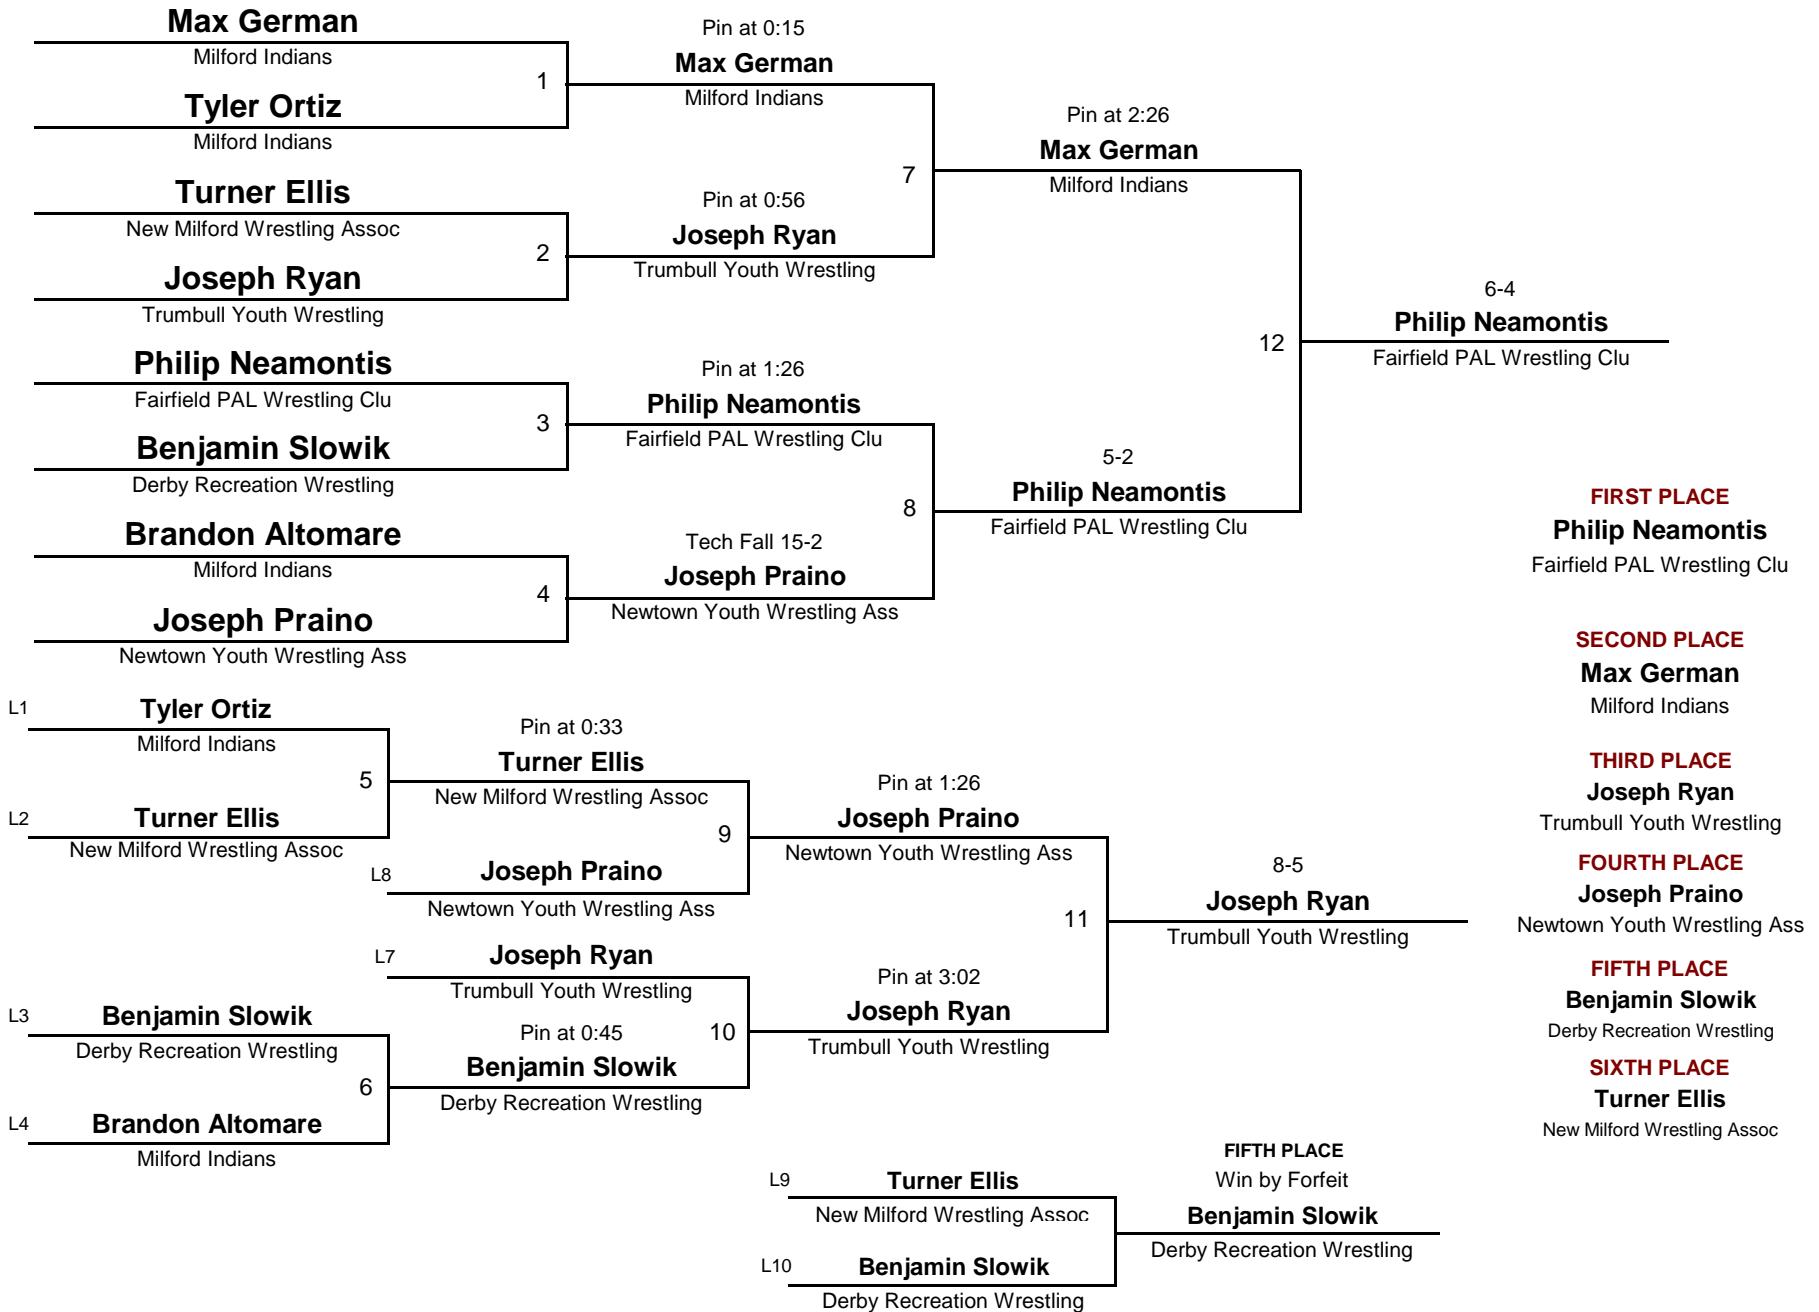 Max German
Milford Indians
1
Tyler Ortiz
Milford Indians
Turner Ellis
New Milford Wrestling Assoc
2
Joseph Ryan
Trumbull Youth Wrestling
Philip Neamontis
Fairfield PAL Wrestling Clu
3
Benjamin Slowik
Derby Recreation Wrestling
Brandon Altomare
Milford Indians
4
Joseph Praino
Newtown Youth Wrestling Ass
Pin at 0:15
Max German
Milford Indians
7
Pin at 0:56
Joseph Ryan
Trumbull Youth Wrestling
Pin at 1:26
Philip Neamontis
Fairfield PAL Wrestling Clu
8
Tech Fall 15-2
Joseph Praino
Newtown Youth Wrestling Ass
Pin at 2:26
Max German
Milford Indians
12
5-2
Philip Neamontis
Fairfield PAL Wrestling Clu
6-4
Philip Neamontis
Fairfield PAL Wrestling Clu
L1
Tyler Ortiz
Milford Indians
5
L2
Turner Ellis
New Milford Wrestling Assoc
L3
Benjamin Slowik
Derby Recreation Wrestling
6
L4
Brandon Altomare
Milford Indians
Pin at 0:33
Turner Ellis
New Milford Wrestling Assoc
9
L8
Joseph Praino
Newtown Youth Wrestling Ass
L7
Joseph Ryan
Trumbull Youth Wrestling
10
Pin at 0:45
Benjamin Slowik
Derby Recreation Wrestling
Pin at 1:26
Joseph Praino
Newtown Youth Wrestling Ass
11
Pin at 3:02
Joseph Ryan
Trumbull Youth Wrestling
8-5
Joseph Ryan
Trumbull Youth Wrestling
L9
Turner Ellis
New Milford Wrestling Assoc
L10
Benjamin Slowik
Derby Recreation Wrestling
FIFTH PLACE
Win by Forfeit
Benjamin Slowik
Derby Recreation Wrestling
FIRST PLACE
Philip Neamontis
Fairfield PAL Wrestling Clu
SECOND PLACE
Max German
Milford Indians
THIRD PLACE
Joseph Ryan
Trumbull Youth Wrestling
FOURTH PLACE
Joseph Praino
Newtown Youth Wrestling Ass
FIFTH PLACE
Benjamin Slowik
Derby Recreation Wrestling
SIXTH PLACE
Turner Ellis
New Milford Wrestling Assoc